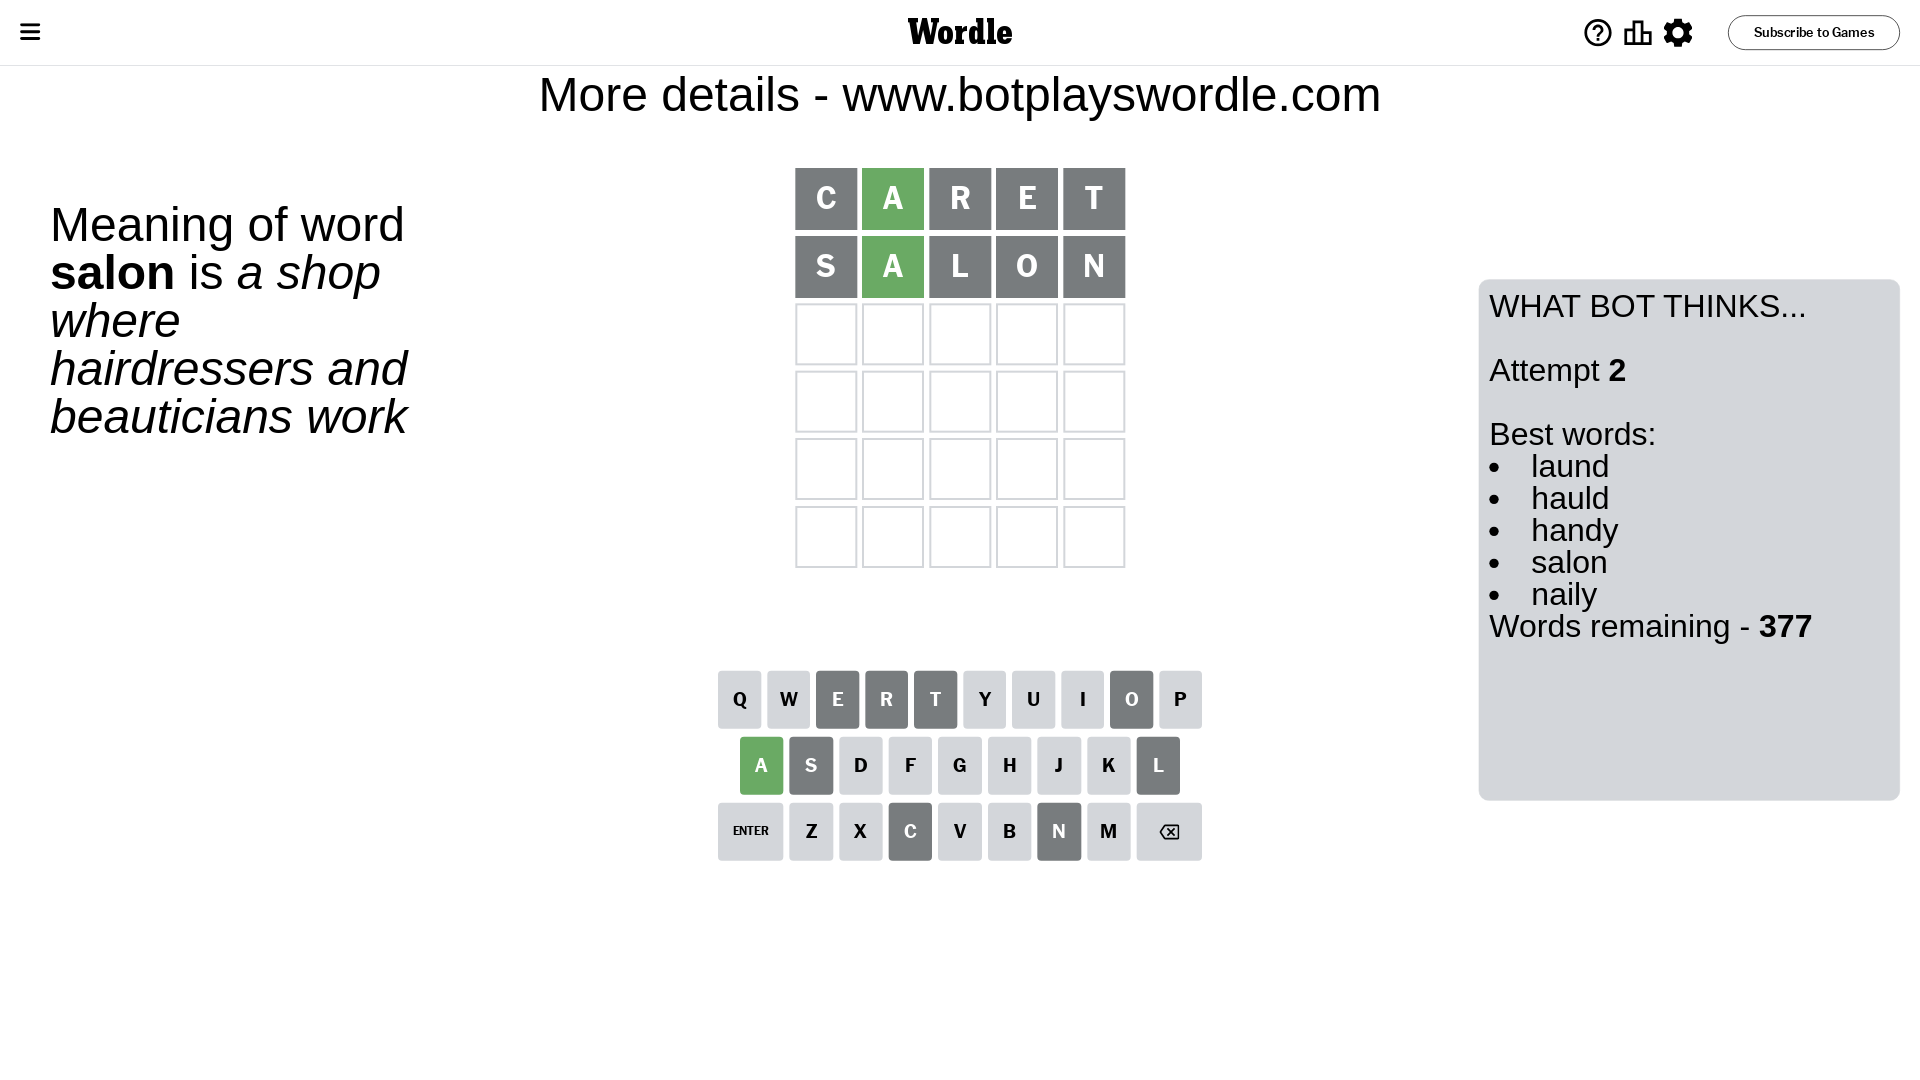 Wordle
Subscribe to Games
More details - www.botplayswordle.com
Meaning of word
salon is a shop
where
hairdressers and
beauticians work
C A R E T
S A L O N
WHAT BOT THINKS...
Attempt 2
Best words:
• laund
• hauld
• handy
• salon
• naily
Words remaining - 377
Q W E R T Y U I O P
A S D F G H J K L
ENTER Z X C V B N M